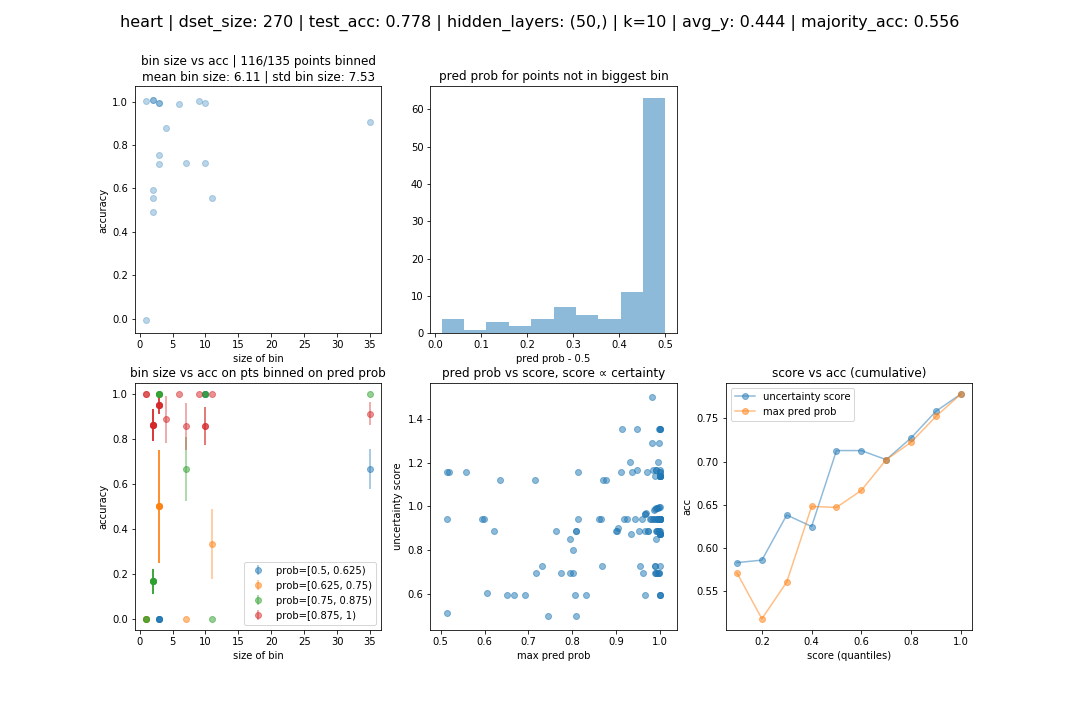 heart | dset_size: 270 | test_acc: 0.778 | hidden_layers: (50,) | k=10 | avg_y: 0.444 | majority_acc: 0.556
bin size vs acc | 116/135 points binned
mean bin size: 6.11 | std bin size: 7.53
1.0
0.8
0.6
0.4
0.2
0.0
accuracy
0 5 10 15 20 25 30 35
size of bin
pred prob for points not in biggest bin
60
50
40
30
20
10
0
0.0 0.1 0.2 0.3 0.4 0.5
pred prob - 0.5
bin size vs acc on pts binned on pred prob
1.0
0.8
0.6
0.4
0.2
0.0
accuracy
prob=[0.5, 0.625)
prob=[0.625, 0.75)
prob=[0.75, 0.875)
prob=[0.875, 1)
0 5 10 15 20 25 30 35
size of bin
pred prob vs score, score ∝ certainty
1.4
1.2
1.0
0.8
0.6
uncertainty score
0.5 0.6 0.7 0.8 0.9 1.0
max pred prob
score vs acc (cumulative)
uncertainty score
max pred prob
0.75
0.70
0.65
0.60
0.55
acc
0.2 0.4 0.6 0.8 1.0
score (quantiles)